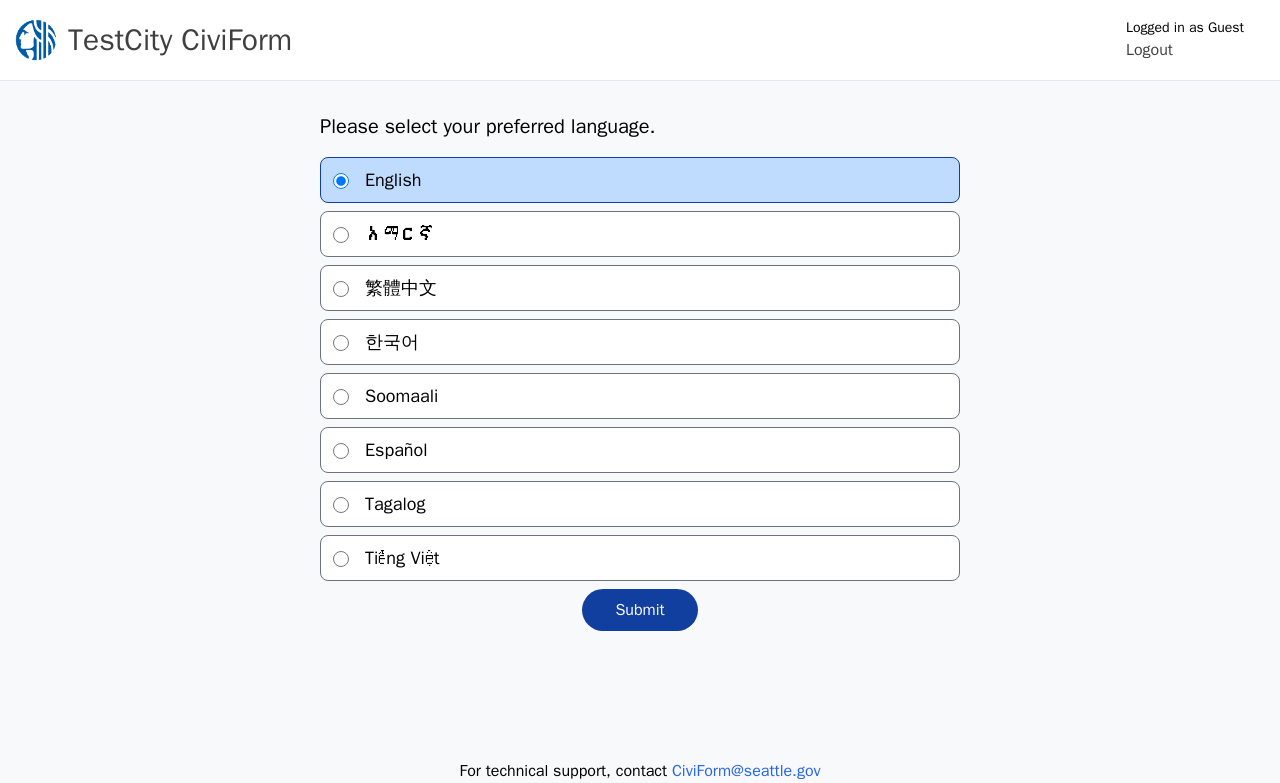 TestCity CiviForm
Logged in as Guest
Logout
Please select your preferred language.
English
አማርኛ
繁體中文
한국어
Soomaali
Español
Tagalog
Tiếng Việt
Submit
For technical support, contact CiviForm@seattle.gov